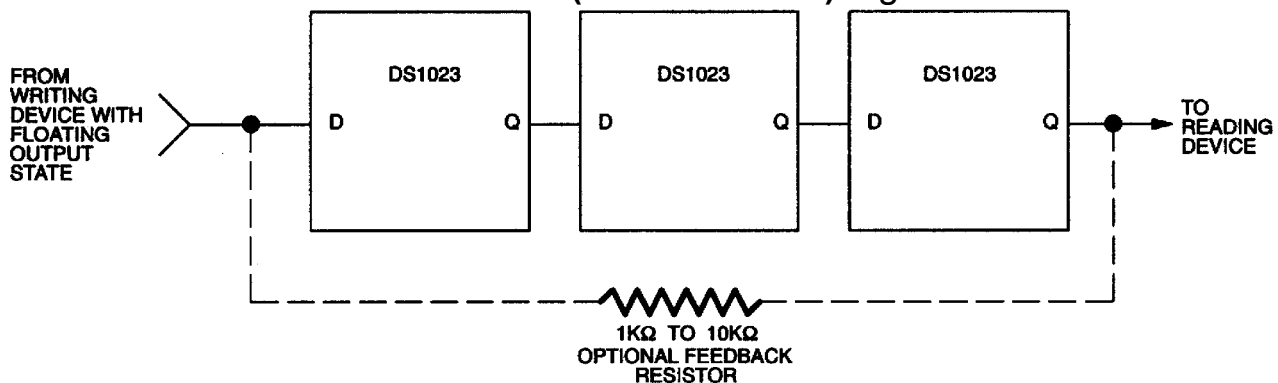 FROM
WRITING
DEVICE WITH
FLOATING
OUTPUT
STATE
DS1023
D
Q
DS1023
D
Q
DS1023
D
Q
TO
READING
DEVICE
1KΩ TO 10KΩ
OPTIONAL FEEDBACK
RESISTOR